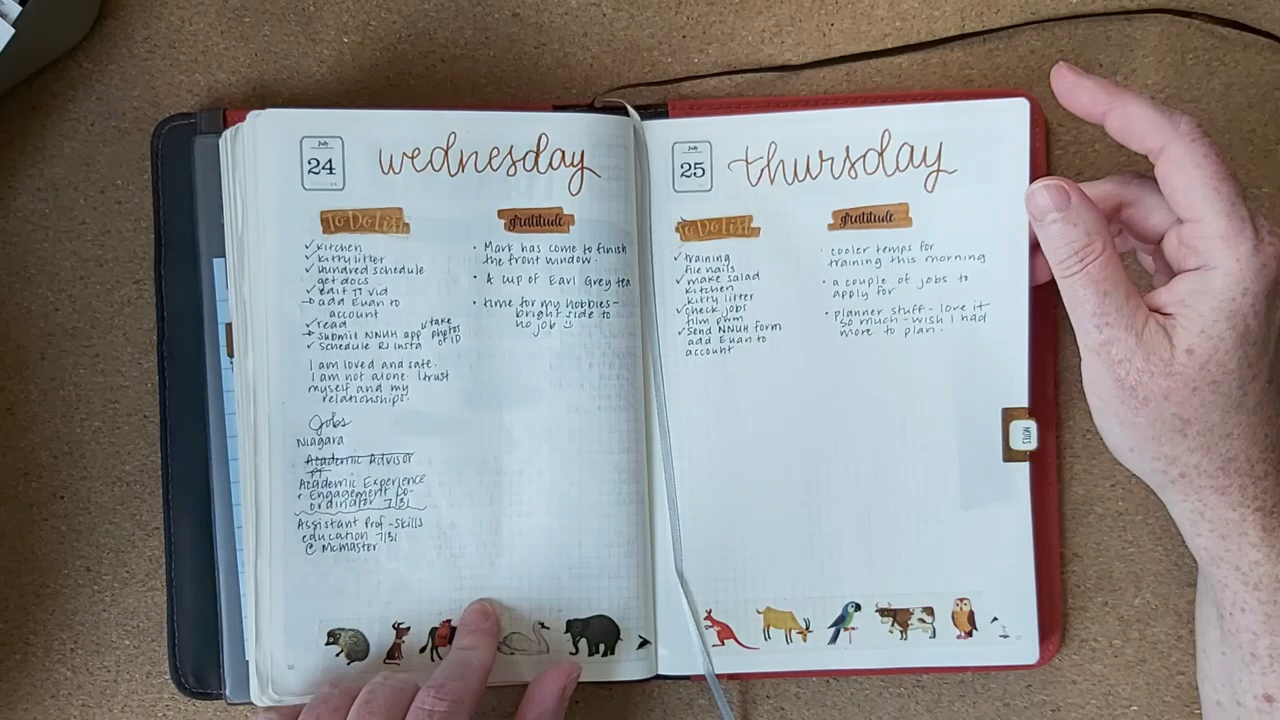 July
24
wednesday
To Do List
✓ kitchen
✓ kitty litter
✓ hundred schedule
get docs
✓ edit TJ vid
→ add Euan to
account
✓ read
→ Submit NNUH app
↳ take
photos
of ID
✓ Schedule RJ insta
I am loved and safe.
I am not alone. I trust
myself and my
relationships.
Jobs
Niagara
Academic Advisor
PT
Academic Experience
+ Engagement Co-
ordinator 7/31
Assistant Prof - Skills
education 7/31
@ McMaster
gratitude
• Mark has come to finish
the front window.
• A cup of Earl Grey tea
• time for my hobbies -
bright side to
no job
July
25
thursday
To Do List
✓ training
file nails
✓ make salad
kitchen
kitty litter
✓ check jobs
film pwm
✓ Send NNUH form
add Euan to
account
gratitude
• cooler temps for
training this morning
• a couple of jobs to
apply for
• planner stuff - love it
so much - wish I had
more to plan.
NOTES